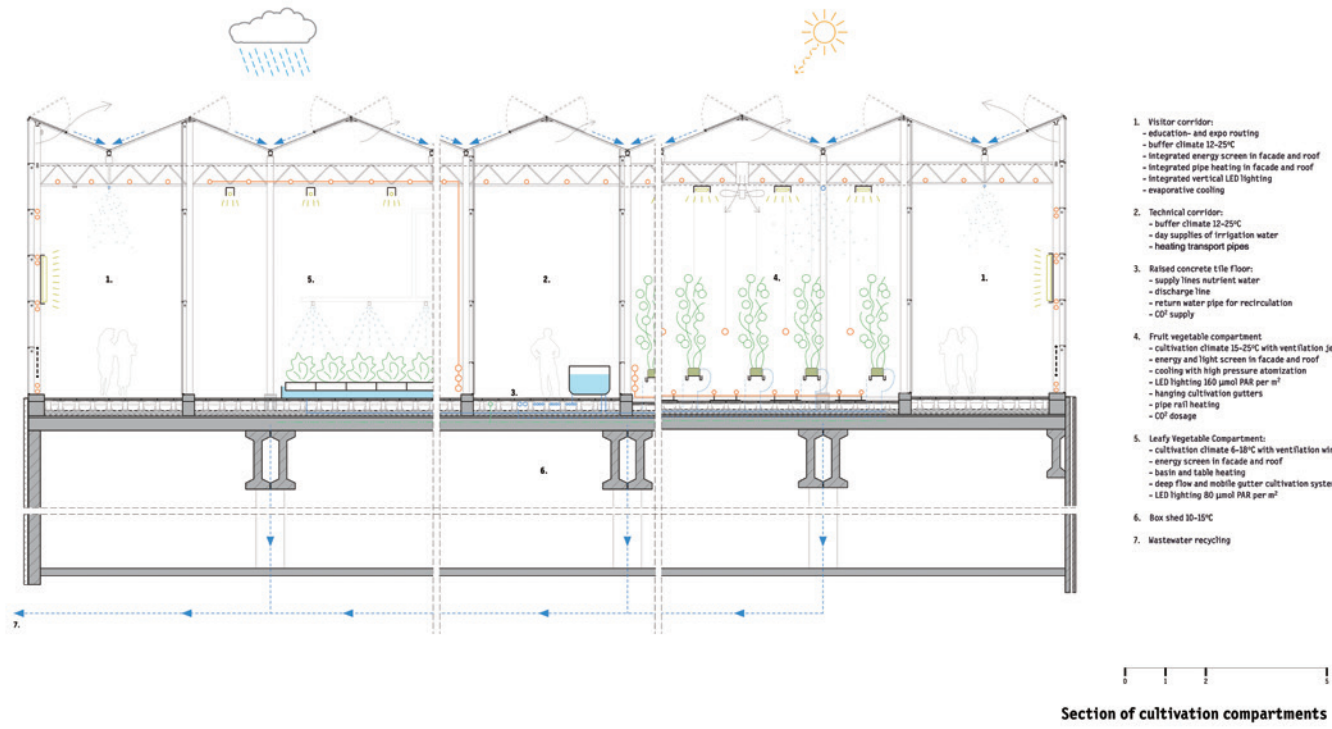 1. Visitor corridor:
- education- and expo routing
- buffer climate 12-25ºC
- integrated energy screen in facade and roof
- integrated pipe heating in facade and roof
- integrated vertical LED lighting
- evaporative cooling
2. Technical corridor:
- buffer climate 12-25ºC
- day supplies of irrigation water
- heating transport pipes
3. Raised concrete tile floor:
- supply lines nutrient water
- discharge line
- return water pipe for recirculation
- CO² supply
4. Fruit vegetable compartment
- cultivation climate 15-25ºC with ventilation
- energy and light screen in facade and roof
- cooling with high pressure atomization
- LED lighting 160 µmol PAR per m²
- hanging cultivation gutters
- pipe rail heating
- CO² dosage
5. Leafy Vegetable Compartment:
- cultivation climate 6-18ºC with ventilation
- energy screen in facade and roof
- basin and table heating
- deep flow and mobile gutter cultivation
- LED lighting 80 µmol PAR per m²
6. Box shed 10-15ºC
7. Wastewater recycling
1.
5.
2.
4.
1.
3.
6.
7.
0 1 2 5
Section of cultivation compartments